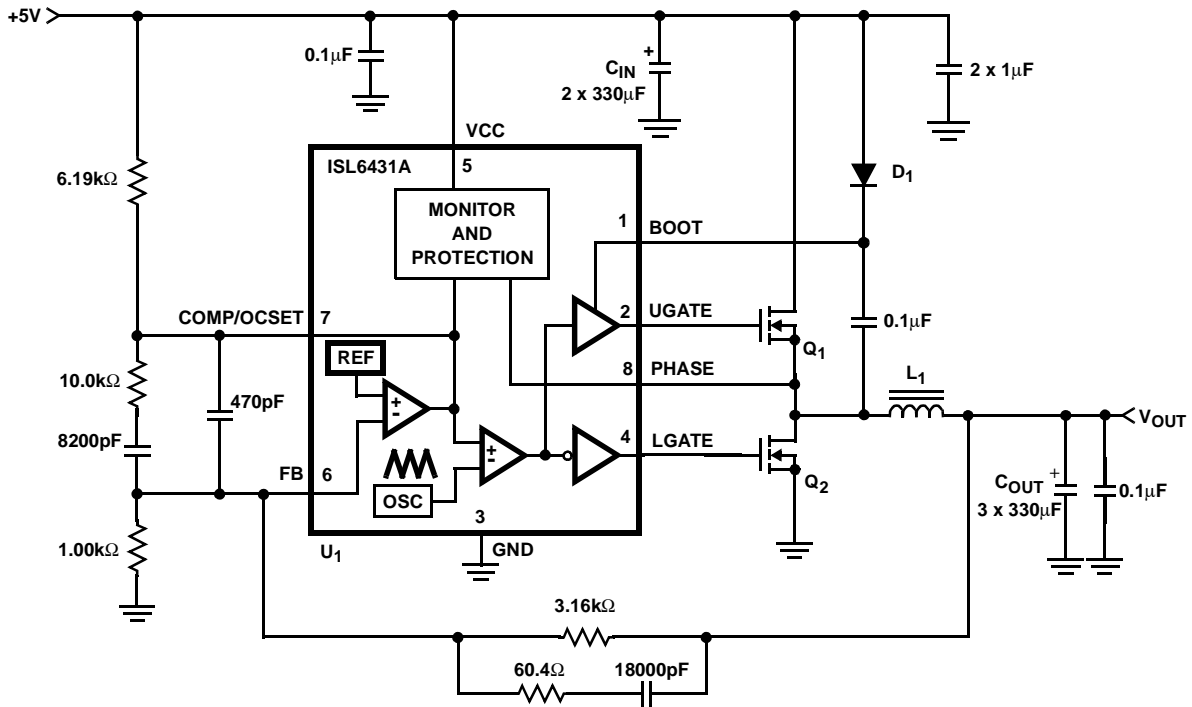 +5V
0.1μF
CIN
2 x 330μF
+
2 x 1μF
VCC
ISL6431A
5
6.19kΩ
D1
MONITOR
AND
PROTECTION
1
BOOT
COMP/OCSET
7
2
UGATE
0.1μF
Q1
REF
8
PHASE
L1
10.0kΩ
470pF
+
-
+
-
4
LGATE
VOUT
8200pF
FB
6
OSC
Q2
COUT
+
3 x 330μF
0.1μF
3
1.00kΩ
U1
GND
3.16kΩ
60.4Ω
18000pF